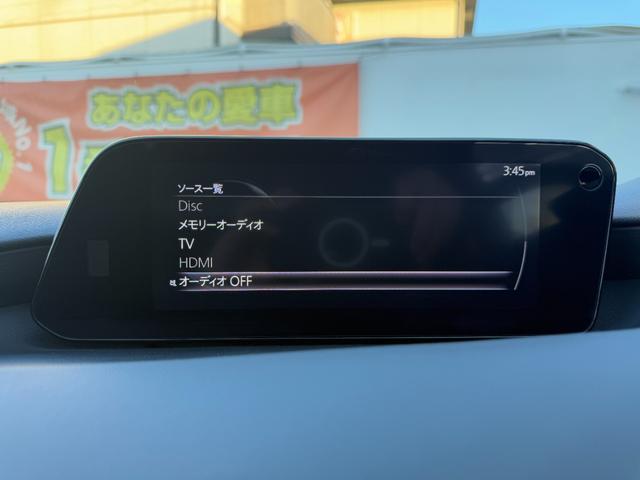 あなたの愛車
1
3:45pm
ソース一覧
Disc
メモリーオーディオ
TV
HDMI
オーディオ OFF